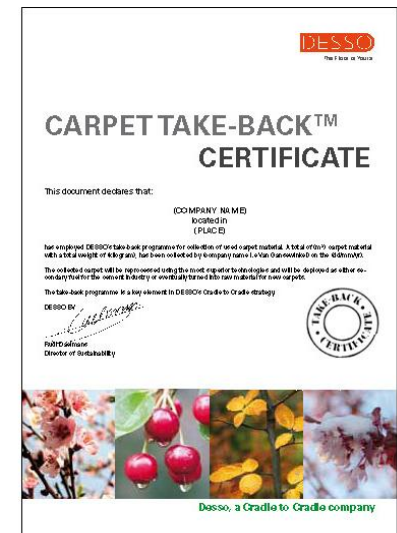 DESSO
The Floor is Yours
CARPET TAKE-BACK™
CERTIFICATE
This document declares that:
(COMPANY NAME)
located in
(PLACE)
has employed DESSO's take-back programme for collection of used carpet material. A total of (m²) carpet material
with a total weight of (kilogram), has been collected by (company name i.e Van Gansewinkel) on the (dd/mm/yr).
The collected carpet will be reprocessed using the most superior technologies and will be deployed as either se-
condary fuel for the cement industry or eventually turned into raw material for new carpets.
The take-back programme is a key element in DESSO's Cradle to Cradle strategy
DESSO BV
Rudi Daelmans
Director of Sustainability
TAKE-BACK
CERTIFICATE
Desso, a Cradle to Cradle company